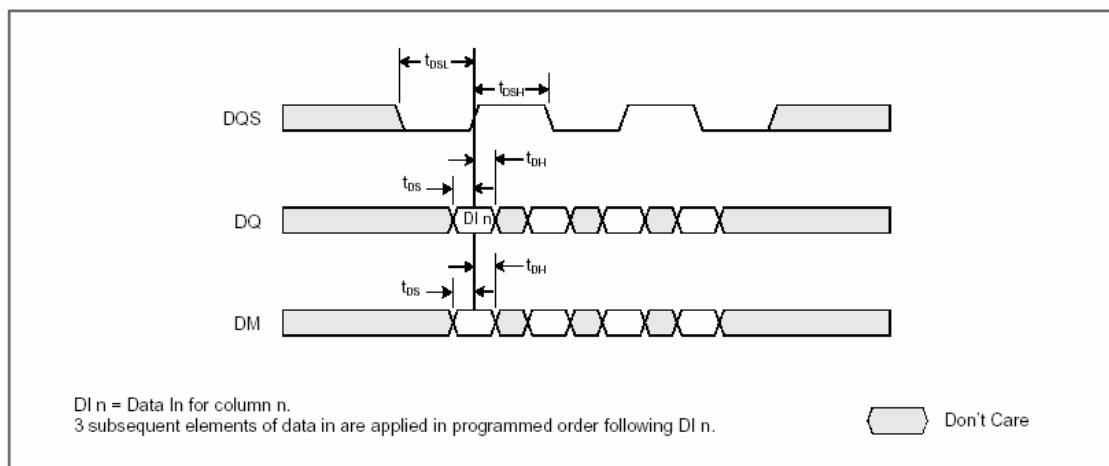 tDSL
tDSH
DQS
tDH
tDS
DQ
DI n
tDH
tDS
DM
DI n = Data In for column n.
3 subsequent elements of data in are applied in programmed order following DI n.
Don't Care